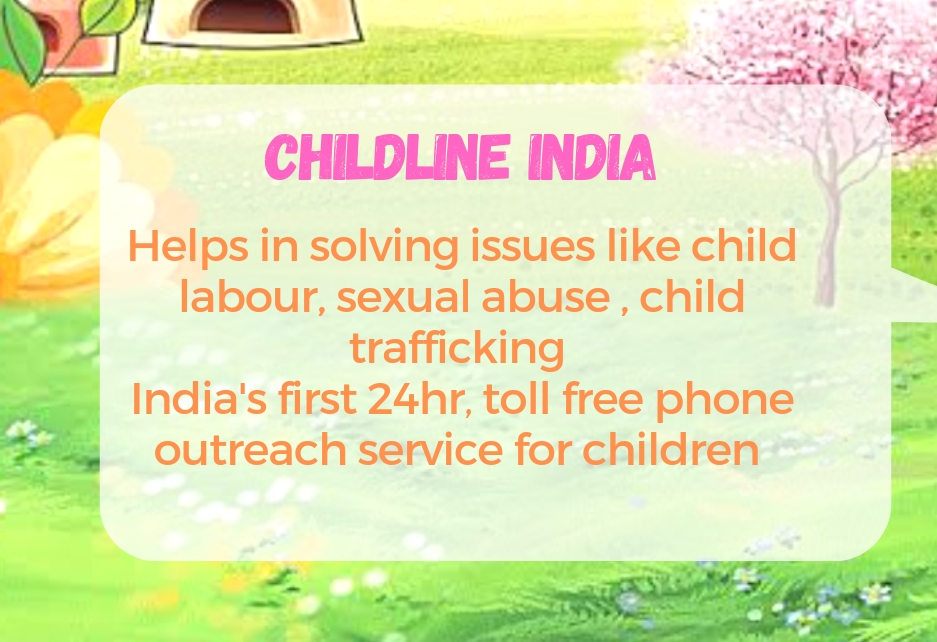 CHILDLINE INDIA
Helps in solving issues like child
labour, sexual abuse , child
trafficking
India's first 24hr, toll free phone
outreach service for children